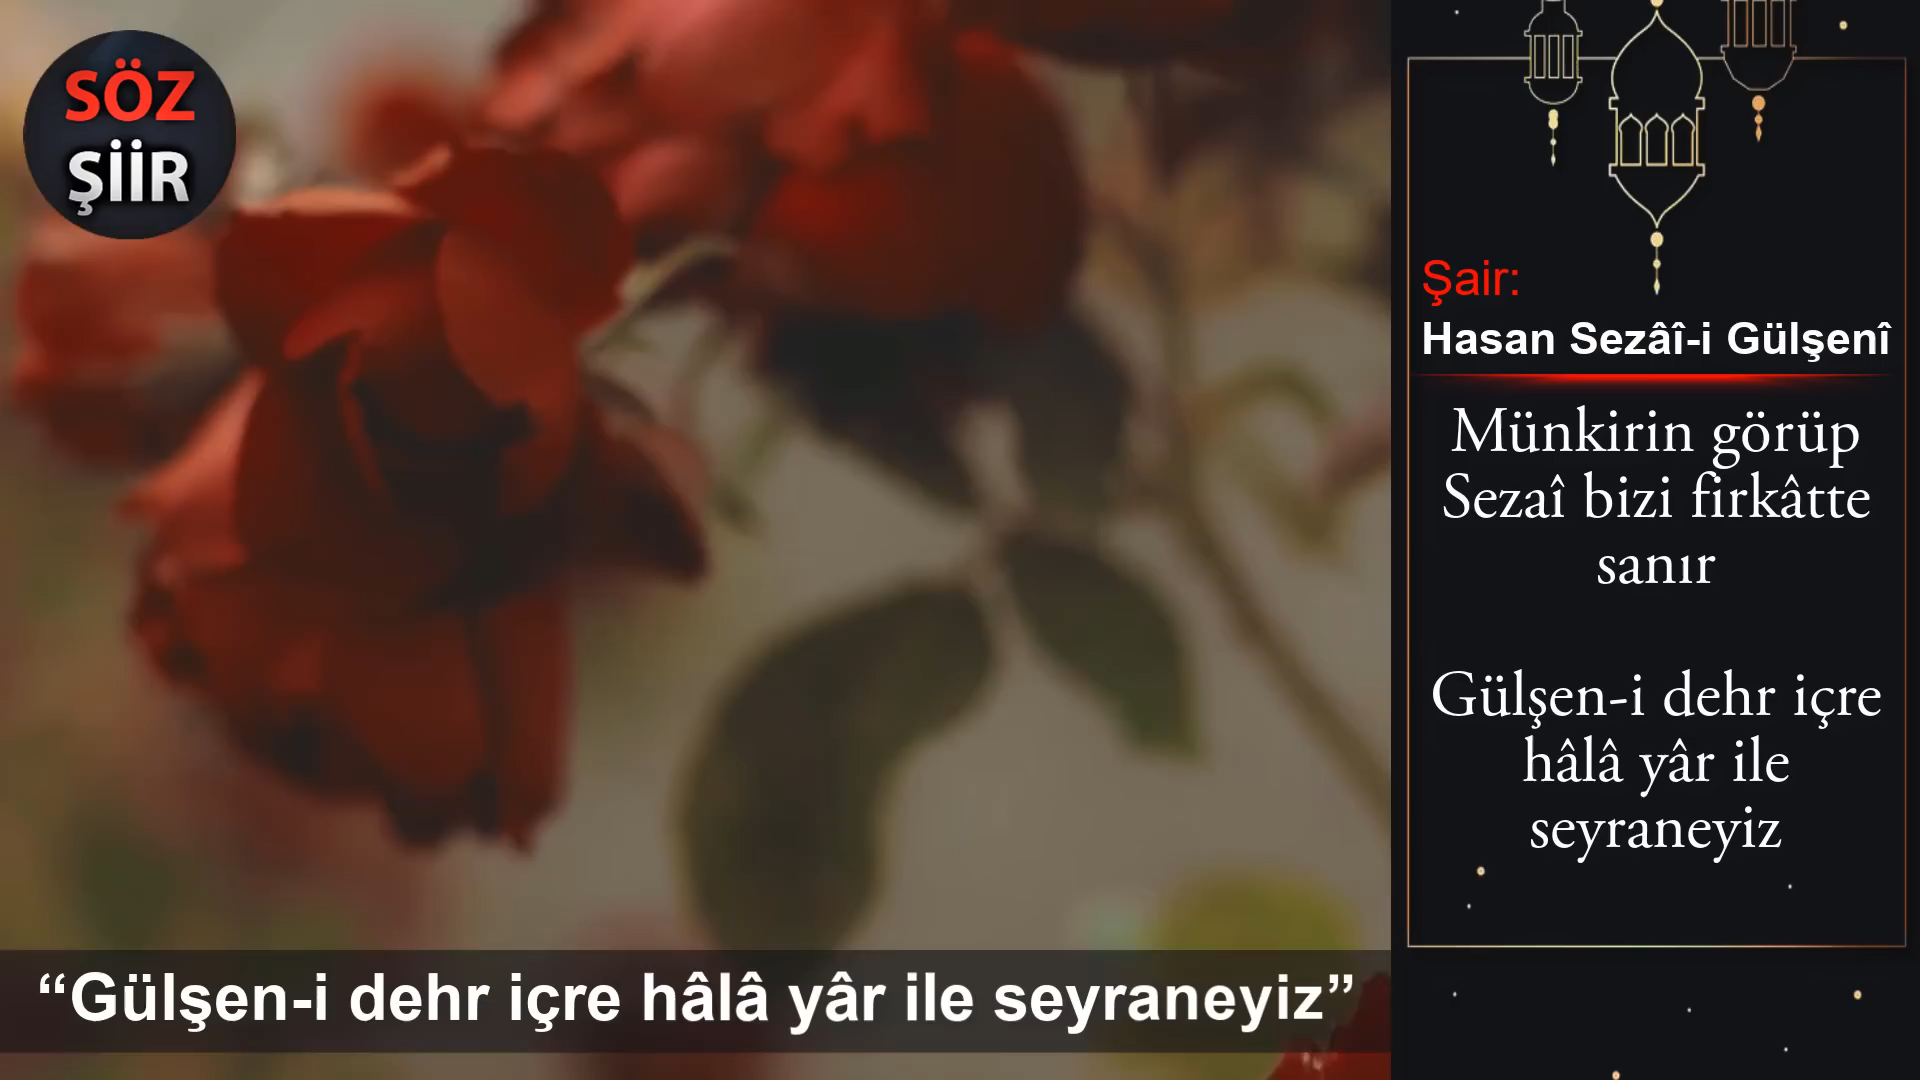 SÖZ
ŞİİR
Şair:
Hasan Sezâî-i Gülşenî
Münkirin görüp
Sezaî bizi firkâtte
sanır
Gülşen-i dehr içre
hâlâ yâr ile
seyraneyiz
“Gülşen-i dehr içre hâlâ yâr ile seyraneyiz”